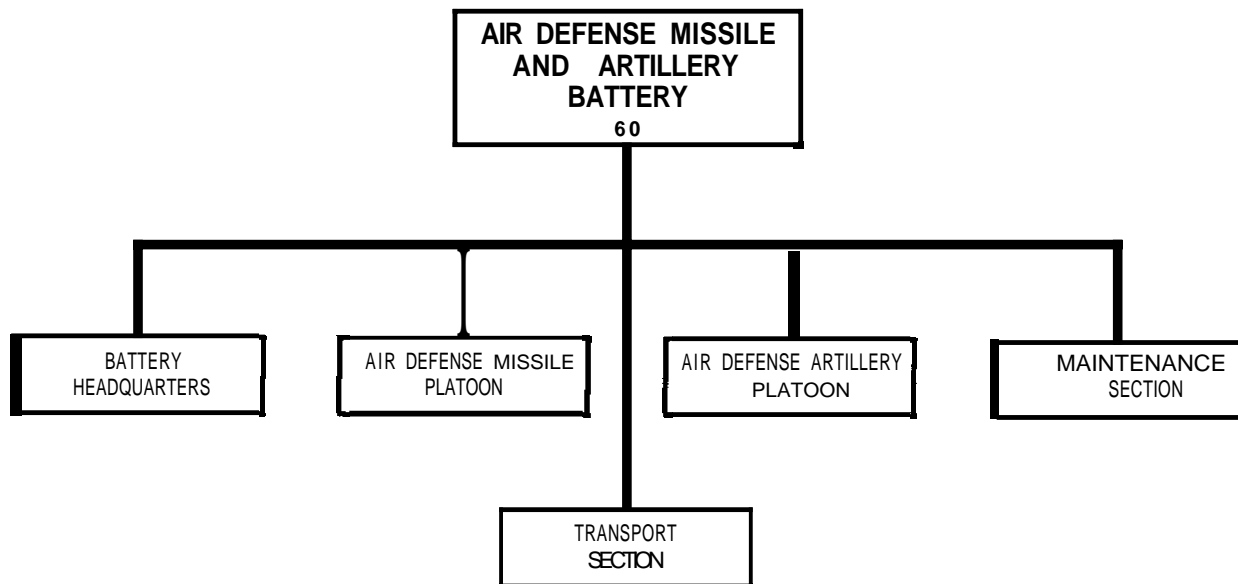 AIR DEFENSE MISSILE
AND ARTILLERY
BATTERY
60
BATTERY
HEADQUARTERS
AIR DEFENSE MISSILE
PLATOON
AIR DEFENSE ARTILLERY
PLATOON
MAINTENANCE
SECTION
TRANSPORT
SECTION